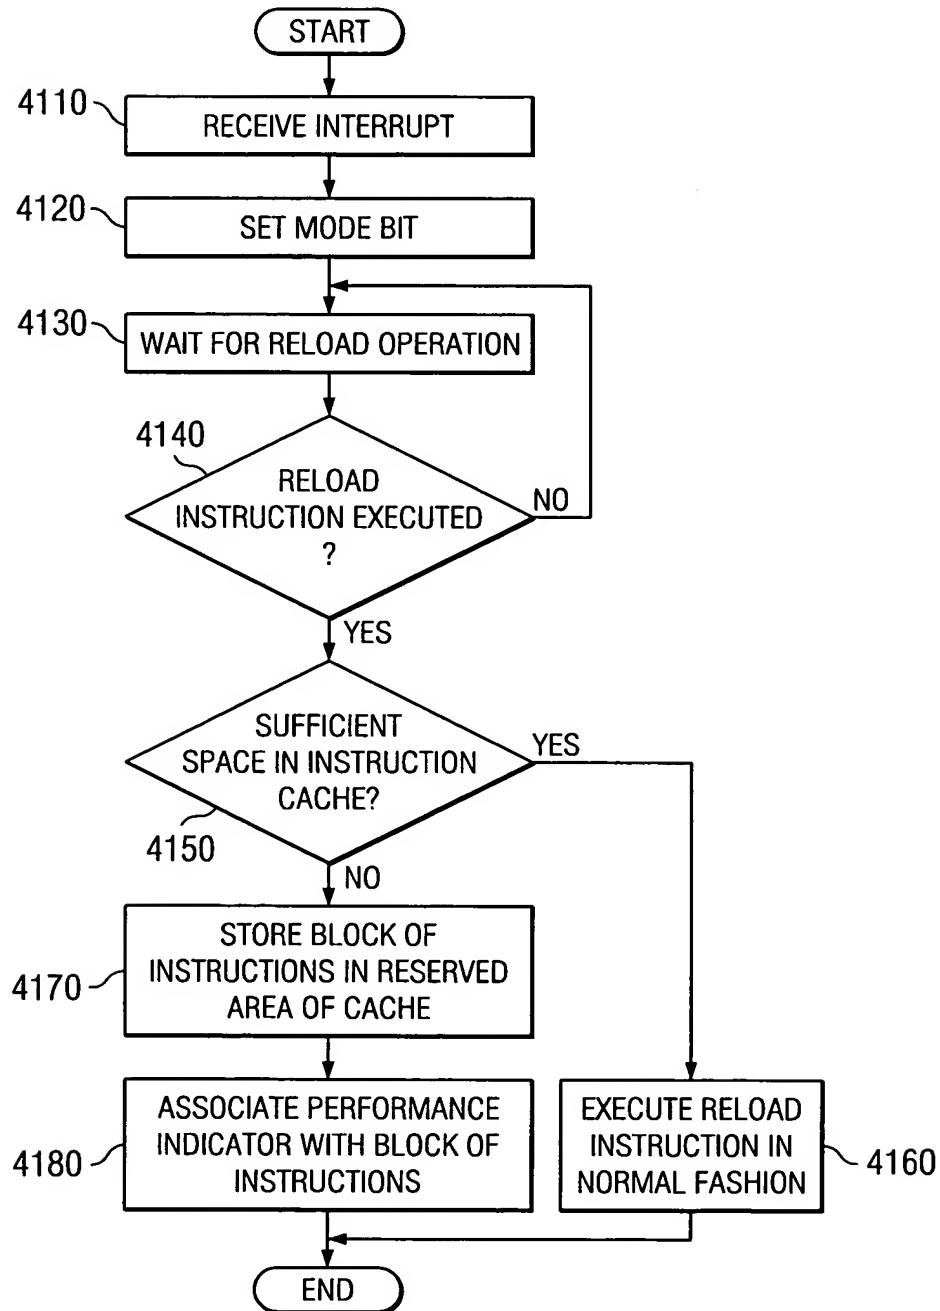 START
4110
RECEIVE INTERRUPT
4120
SET MODE BIT
4130
WAIT FOR RELOAD OPERATION
4140
RELOAD
INSTRUCTION EXECUTED
?
NO
YES
SUFFICIENT
SPACE IN INSTRUCTION
CACHE?
YES
4150
NO
STORE BLOCK OF
INSTRUCTIONS IN RESERVED
AREA OF CACHE
4170
ASSOCIATE PERFORMANCE
INDICATOR WITH BLOCK OF
INSTRUCTIONS
4180
EXECUTE RELOAD
INSTRUCTION IN
NORMAL FASHION
4160
END